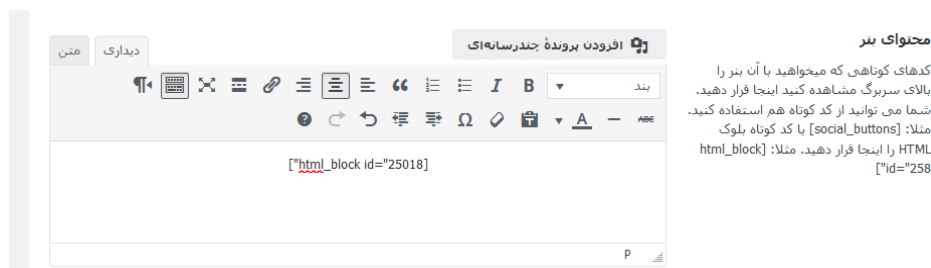 محتوای بنر
کدهای کوتاهی که میخواهید با آن بنر را
بالای سربرگ مشاهده کنید اینجا قرار دهید.
شما می توانید از کد کوتاه هم استفاده کنید.
مثلا: [social_buttons] یا کد کوتاه بلوک
HTML را اینجا قرار دهید. مثلا: [html_block
id="258"]
افزودن پروندهٔ چندرسانه‌ای
دیداری
متن
بند
B I
ABC A Ω
[html_block id="25018"]
P